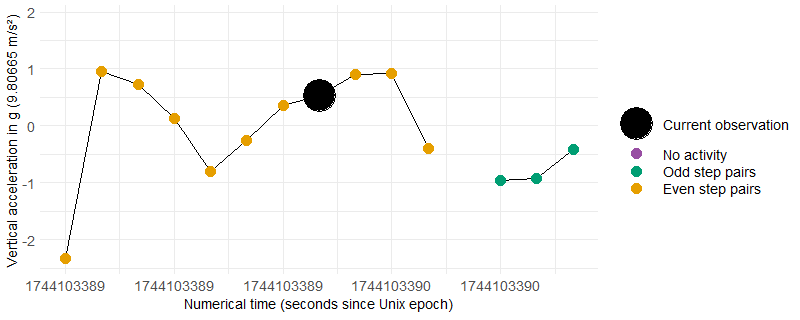 Vertical acceleration in g (9.80665 m/s²)
2
1
0
-1
-2
1744103389 1744103389 1744103389 1744103390 1744103390
Numerical time (seconds since Unix epoch)
Current observation
No activity
Odd step pairs
Even step pairs